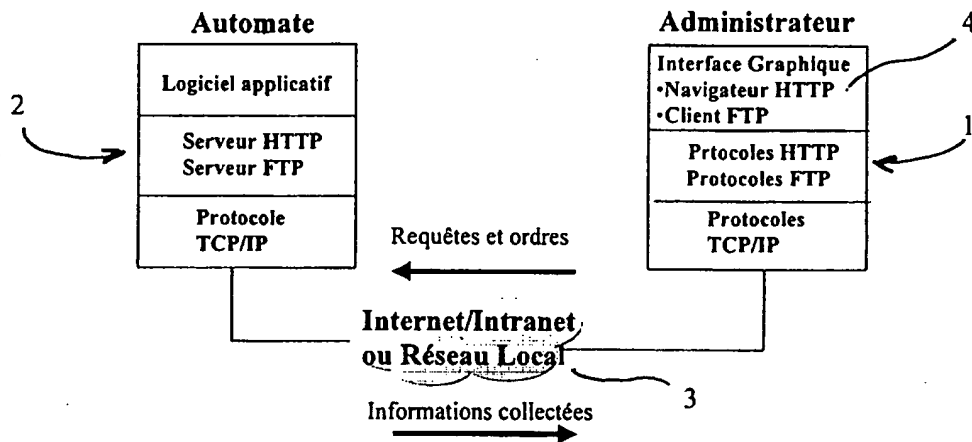 Automate
Logiciel applicatif
Serveur HTTP
Serveur FTP
Protocole
TCP/IP
2
Administrateur
Interface Graphique
•Navigateur HTTP
•Client FTP
Prtocoles HTTP
Protocoles FTP
Protocoles
TCP/IP
4
1
Requêtes et ordres
Internet/Intranet
ou Réseau Local
3
Informations collectées